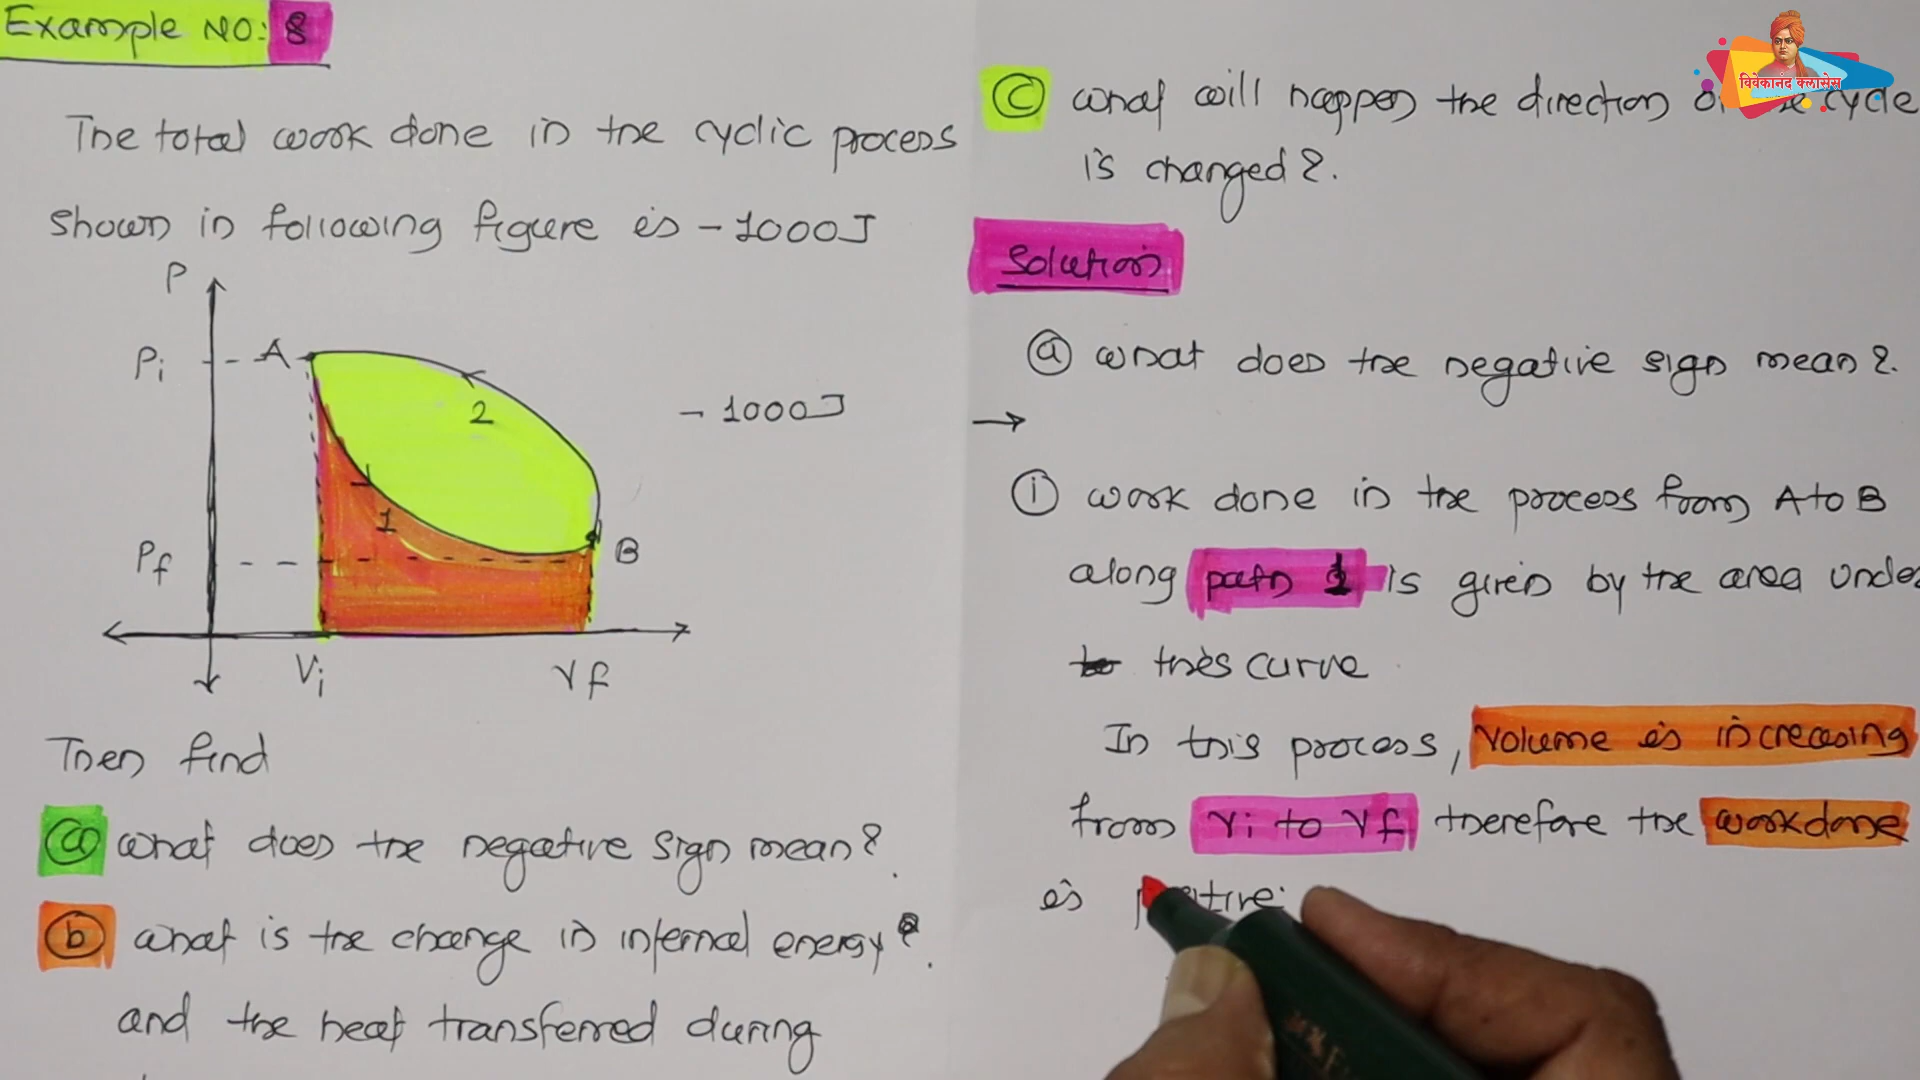 Example NO: 8
The total work done in the cyclic process
shown in following figure is - 1000J
P
Pi
A
2
- 1000J
1
Pf
B
Vi
Vf
Then find
a what does the negative sign mean?
b what is the change in internal energy?
and the heat transferred during
c what will happen the direction of the cycle
is changed?
Solution
a what does the negative sign mean?
→
i work done in the process from A to B
along path 1 is given by the area under
this curve
In this process, volume is increasing
from Vi to Vf therefore the workdone
is
विवेकानंद क्लासेस